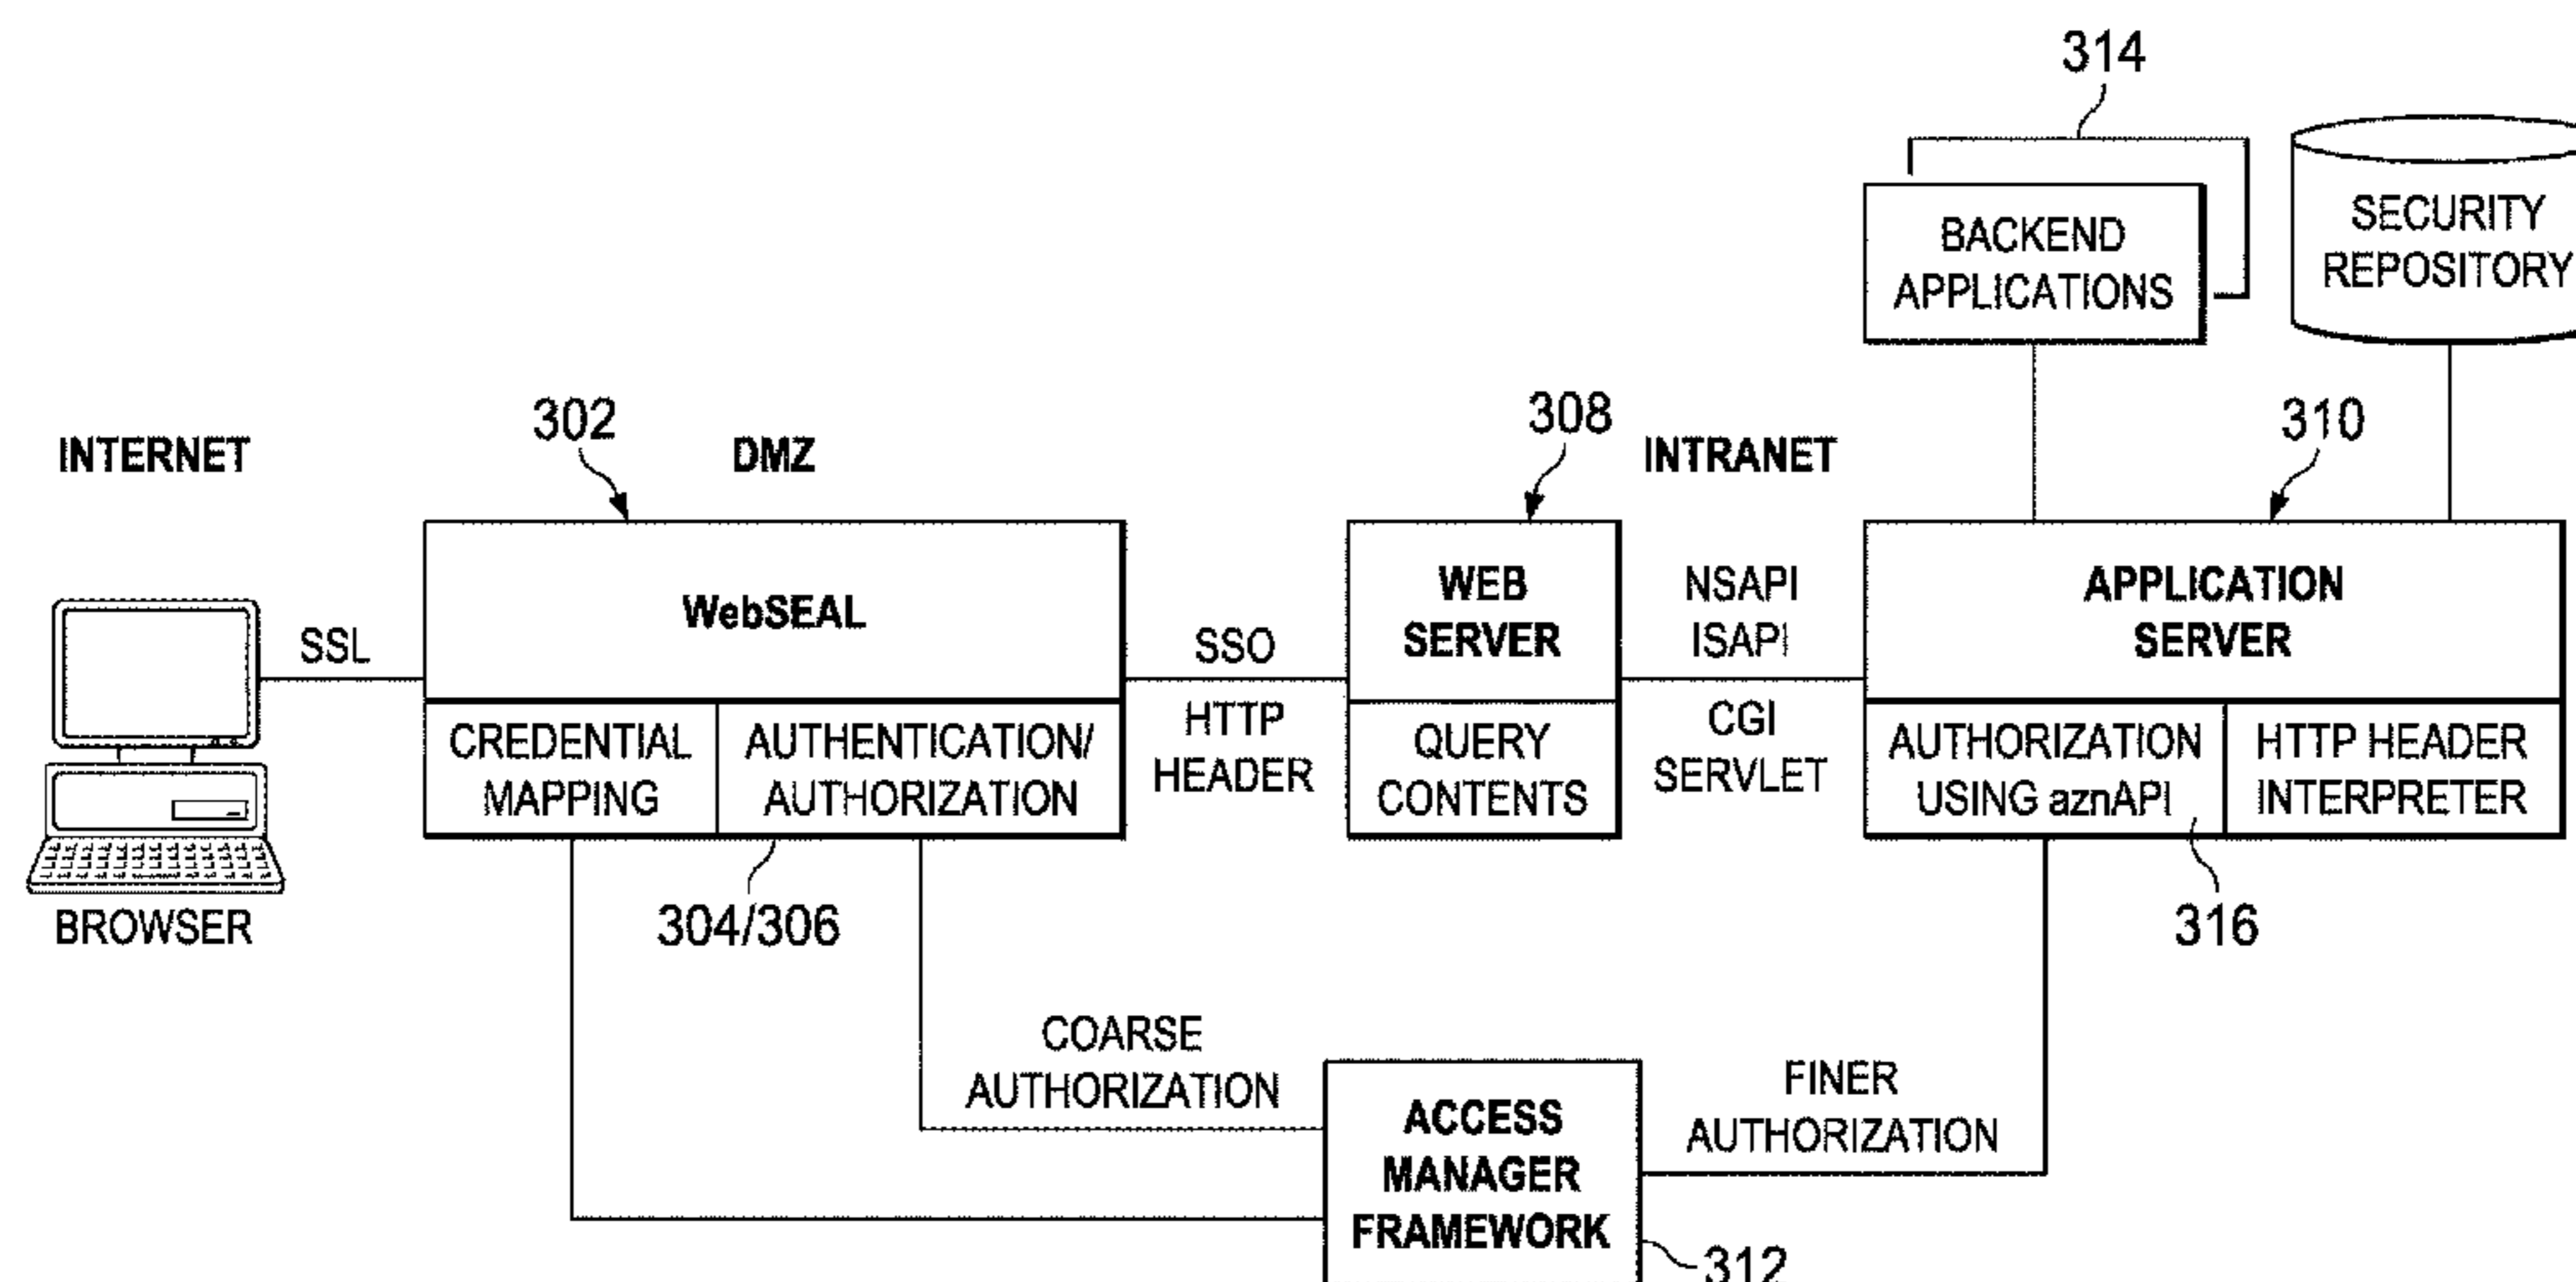 314
BACKEND
APPLICATIONS
SECURITY
REPOSITORY
INTERNET
302
DMZ
308
INTRANET
310
WebSEAL
WEB
SERVER
APPLICATION
SERVER
SSL
SSO
HTTP
HEADER
NSAPI
ISAPI
CGI
SERVLET
CREDENTIAL
MAPPING
AUTHENTICATION/
AUTHORIZATION
QUERY
CONTENTS
AUTHORIZATION
USING aznAPI
HTTP HEADER
INTERPRETER
BROWSER
304/306
316
COARSE
AUTHORIZATION
ACCESS
MANAGER
FRAMEWORK
FINER
AUTHORIZATION
312